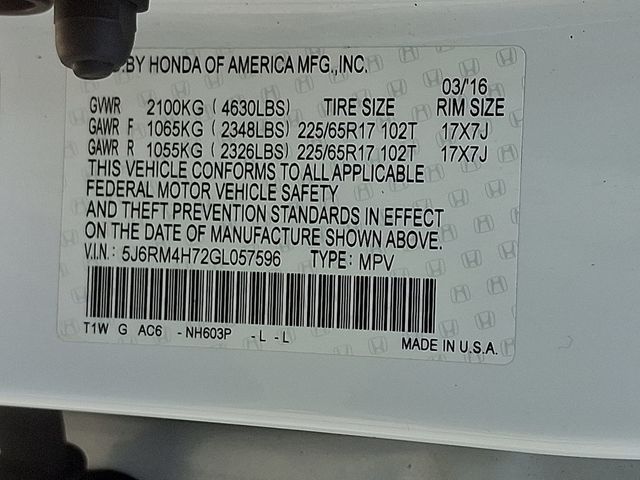 .BY HONDA OF AMERICA MFG.,INC.
03/'16
GVWR 2100KG ( 4630LBS) TIRE SIZE RIM SIZE
GAWR F 1065KG ( 2348LBS) 225/65R17 102T 17X7J
GAWR R 1055KG ( 2326LBS) 225/65R17 102T 17X7J
THIS VEHICLE CONFORMS TO ALL APPLICABLE
FEDERAL MOTOR VEHICLE SAFETY
AND THEFT PREVENTION STANDARDS IN EFFECT
ON THE DATE OF MANUFACTURE SHOWN ABOVE.
V.I.N.: 5J6RM4H72GL057596 TYPE: MPV
T1W G AC6 - NH603P - L - L
MADE IN U.S.A.